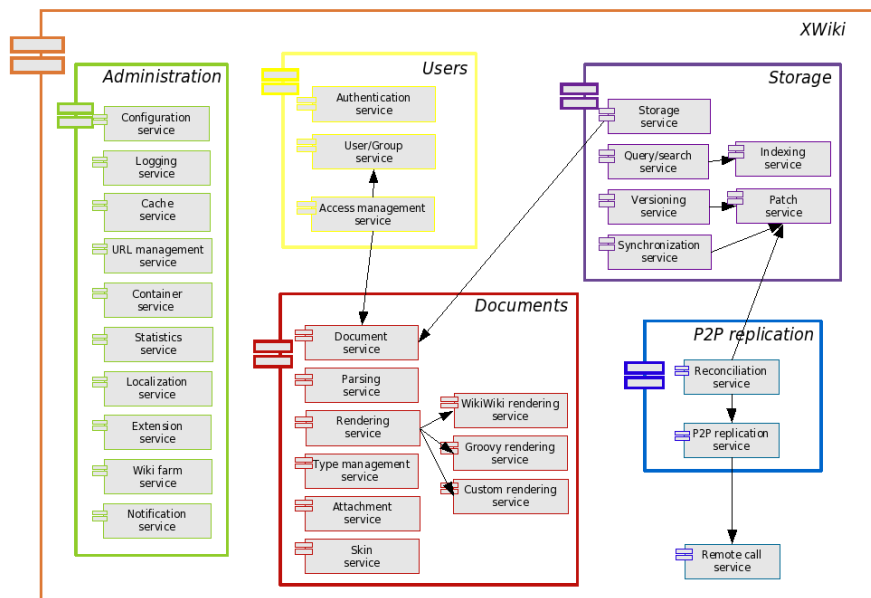 XWiki
Administration
Configuration
service
Logging
service
Cache
service
URL management
service
Container
service
Statistics
service
Localization
service
Extension
service
Wiki farm
service
Notification
service
Users
Authentication
service
User/Group
service
Access management
service
Storage
Storage
service
Query/search
service
Indexing
service
Versioning
service
Patch
service
Synchronization
service
Documents
Document
service
Parsing
service
Rendering
service
WikiWiki rendering
service
Groovy rendering
service
Type management
service
Custom rendering
service
Attachment
service
Skin
service
P2P replication
Reconciliation
service
P2P replication
service
Remote call
service